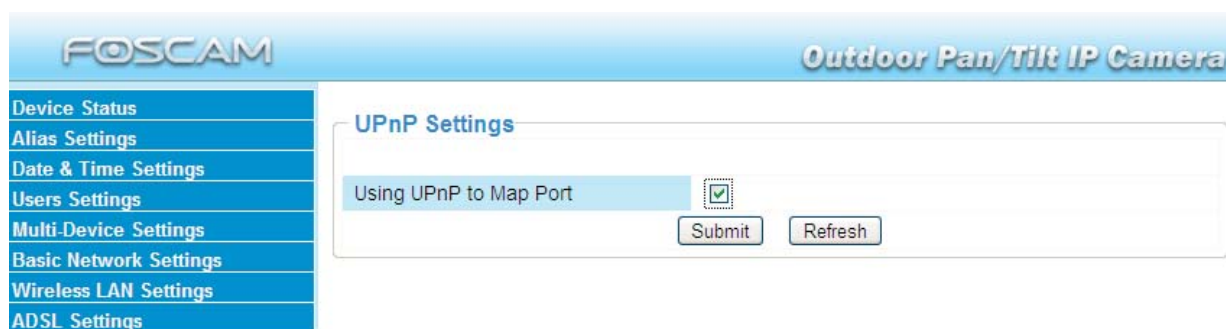 FOSCAM
Outdoor Pan/Tilt IP Camera
Device Status
Alias Settings
Date & Time Settings
Users Settings
Multi-Device Settings
Basic Network Settings
Wireless LAN Settings
ADSL Settings
UPnP Settings
Using UPnP to Map Port
Submit Refresh